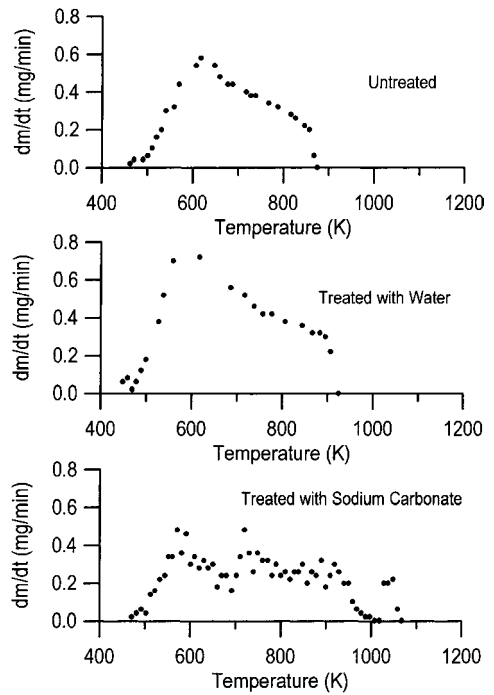 dm/dt (mg/min)
0.8
0.6
0.4
0.2
0.0
Untreated
400 600 800 1000 1200
Temperature (K)
dm/dt (mg/min)
0.8
0.6
0.4
0.2
0.0
Treated with Water
400 600 800 1000 1200
Temperature (K)
dm/dt (mg/min)
0.8
0.6
0.4
0.2
0.0
Treated with Sodium Carbonate
400 600 800 1000 1200
Temperature (K)